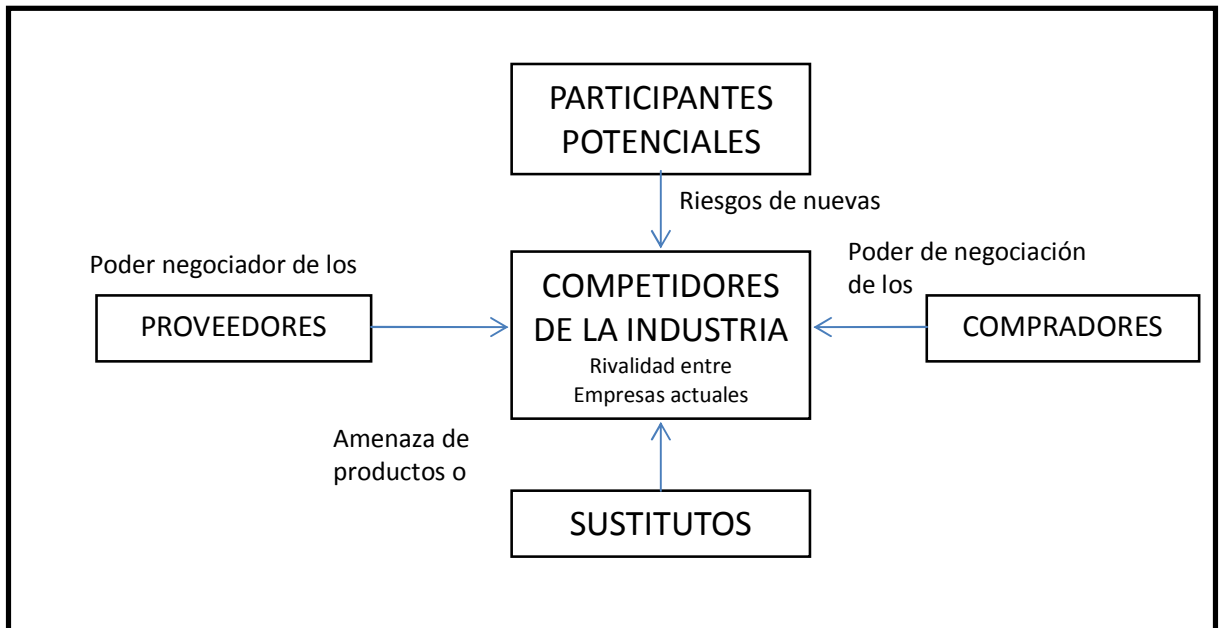 PARTICIPANTES
POTENCIALES
Riesgos de nuevas
Poder negociador de los
PROVEEDORES
COMPETIDORES
DE LA INDUSTRIA
Rivalidad entre
Empresas actuales
Poder de negociación
de los
COMPRADORES
Amenaza de
productos o
SUSTITUTOS